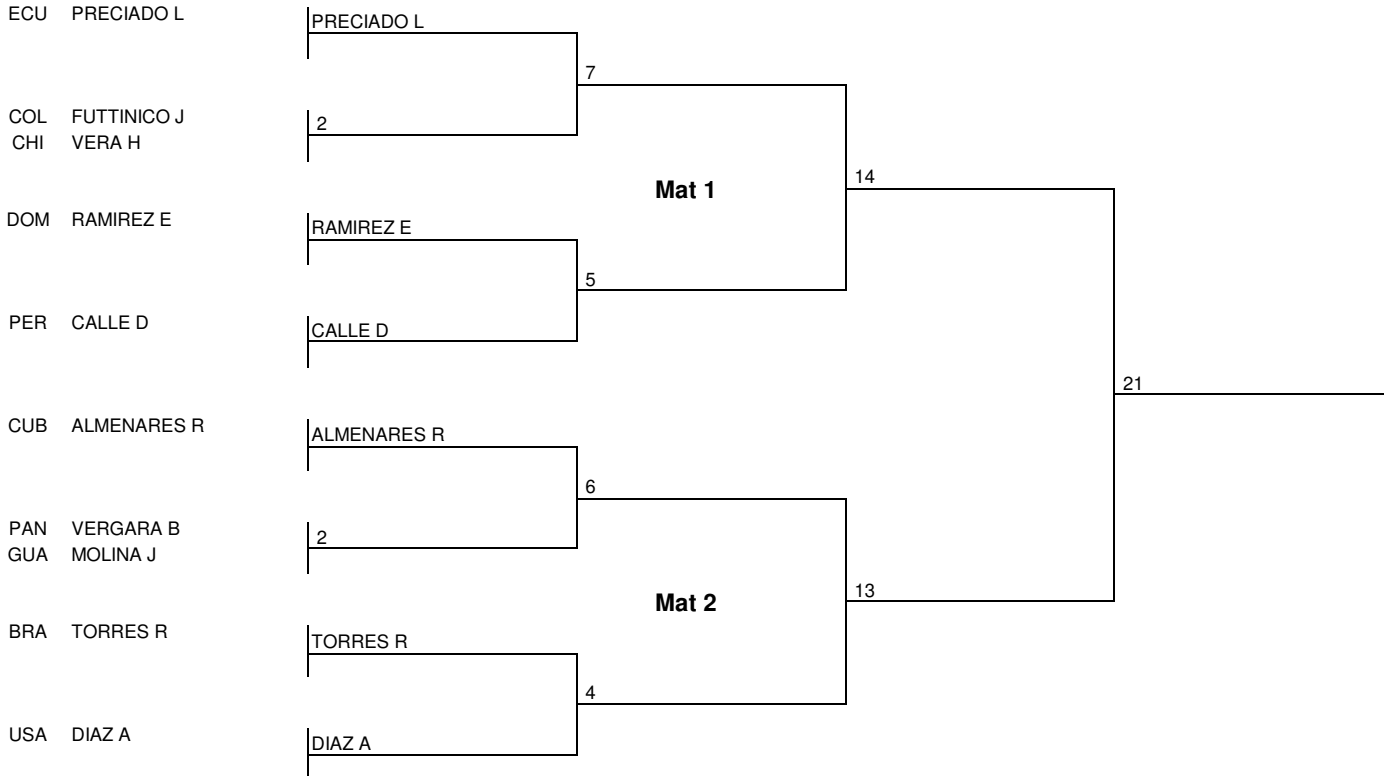 ECU PRECIADO L
PRECIADO L
7
COL FUTTINICO J
CHI VERA H
2
Mat 1
14
DOM RAMIREZ E
RAMIREZ E
5
PER CALLE D
CALLE D
21
CUB ALMENARES R
ALMENARES R
6
PAN VERGARA B
GUA MOLINA J
2
Mat 2
13
BRA TORRES R
TORRES R
4
USA DIAZ A
DIAZ A